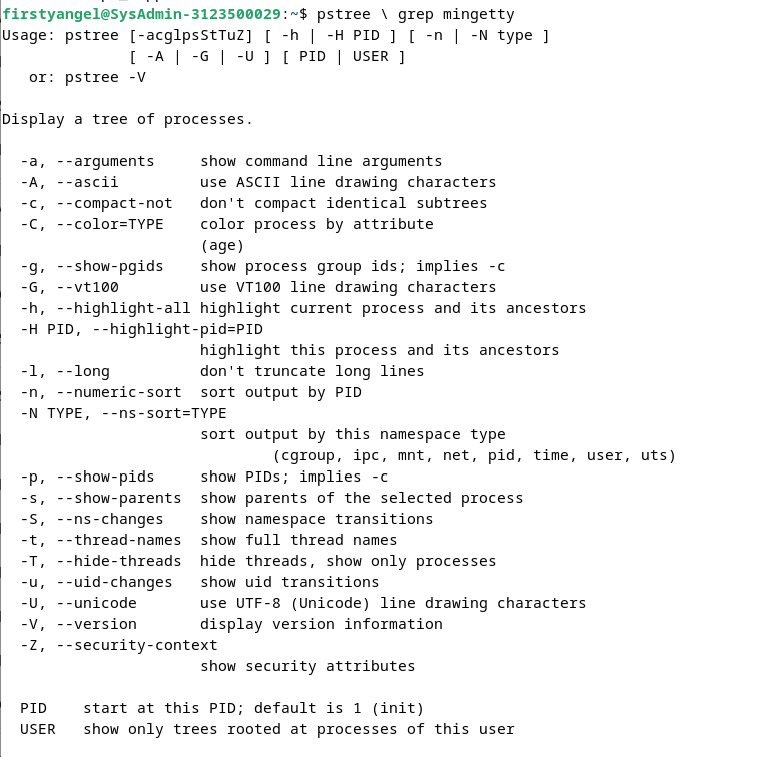 firstyangel@SysAdmin-3123500029:~$ pstree \ grep mingetty
Usage: pstree [-acglpsStTuZ] [ -h | -H PID ] [ -n | -N type ]
              [ -A | -G | -U ] [ PID | USER ]
   or: pstree -V

Display a tree of processes.

  -a, --arguments     show command line arguments
  -A, --ascii         use ASCII line drawing characters
  -c, --compact-not   don't compact identical subtrees
  -C, --color=TYPE    color process by attribute
                      (age)
  -g, --show-pgids    show process group ids; implies -c
  -G, --vt100         use VT100 line drawing characters
  -h, --highlight-all highlight current process and its ancestors
  -H PID, --highlight-pid=PID
                      highlight this process and its ancestors
  -l, --long          don't truncate long lines
  -n, --numeric-sort  sort output by PID
  -N TYPE, --ns-sort=TYPE
                      sort output by this namespace type
                              (cgroup, ipc, mnt, net, pid, time, user, uts)
  -p, --show-pids     show PIDs; implies -c
  -s, --show-parents  show parents of the selected process
  -S, --ns-changes    show namespace transitions
  -t, --thread-names  show full thread names
  -T, --hide-threads  hide threads, show only processes
  -u, --uid-changes   show uid transitions
  -U, --unicode       use UTF-8 (Unicode) line drawing characters
  -V, --version       display version information
  -Z, --security-context
                      show security attributes

  PID    start at this PID; default is 1 (init)
  USER   show only trees rooted at processes of this user